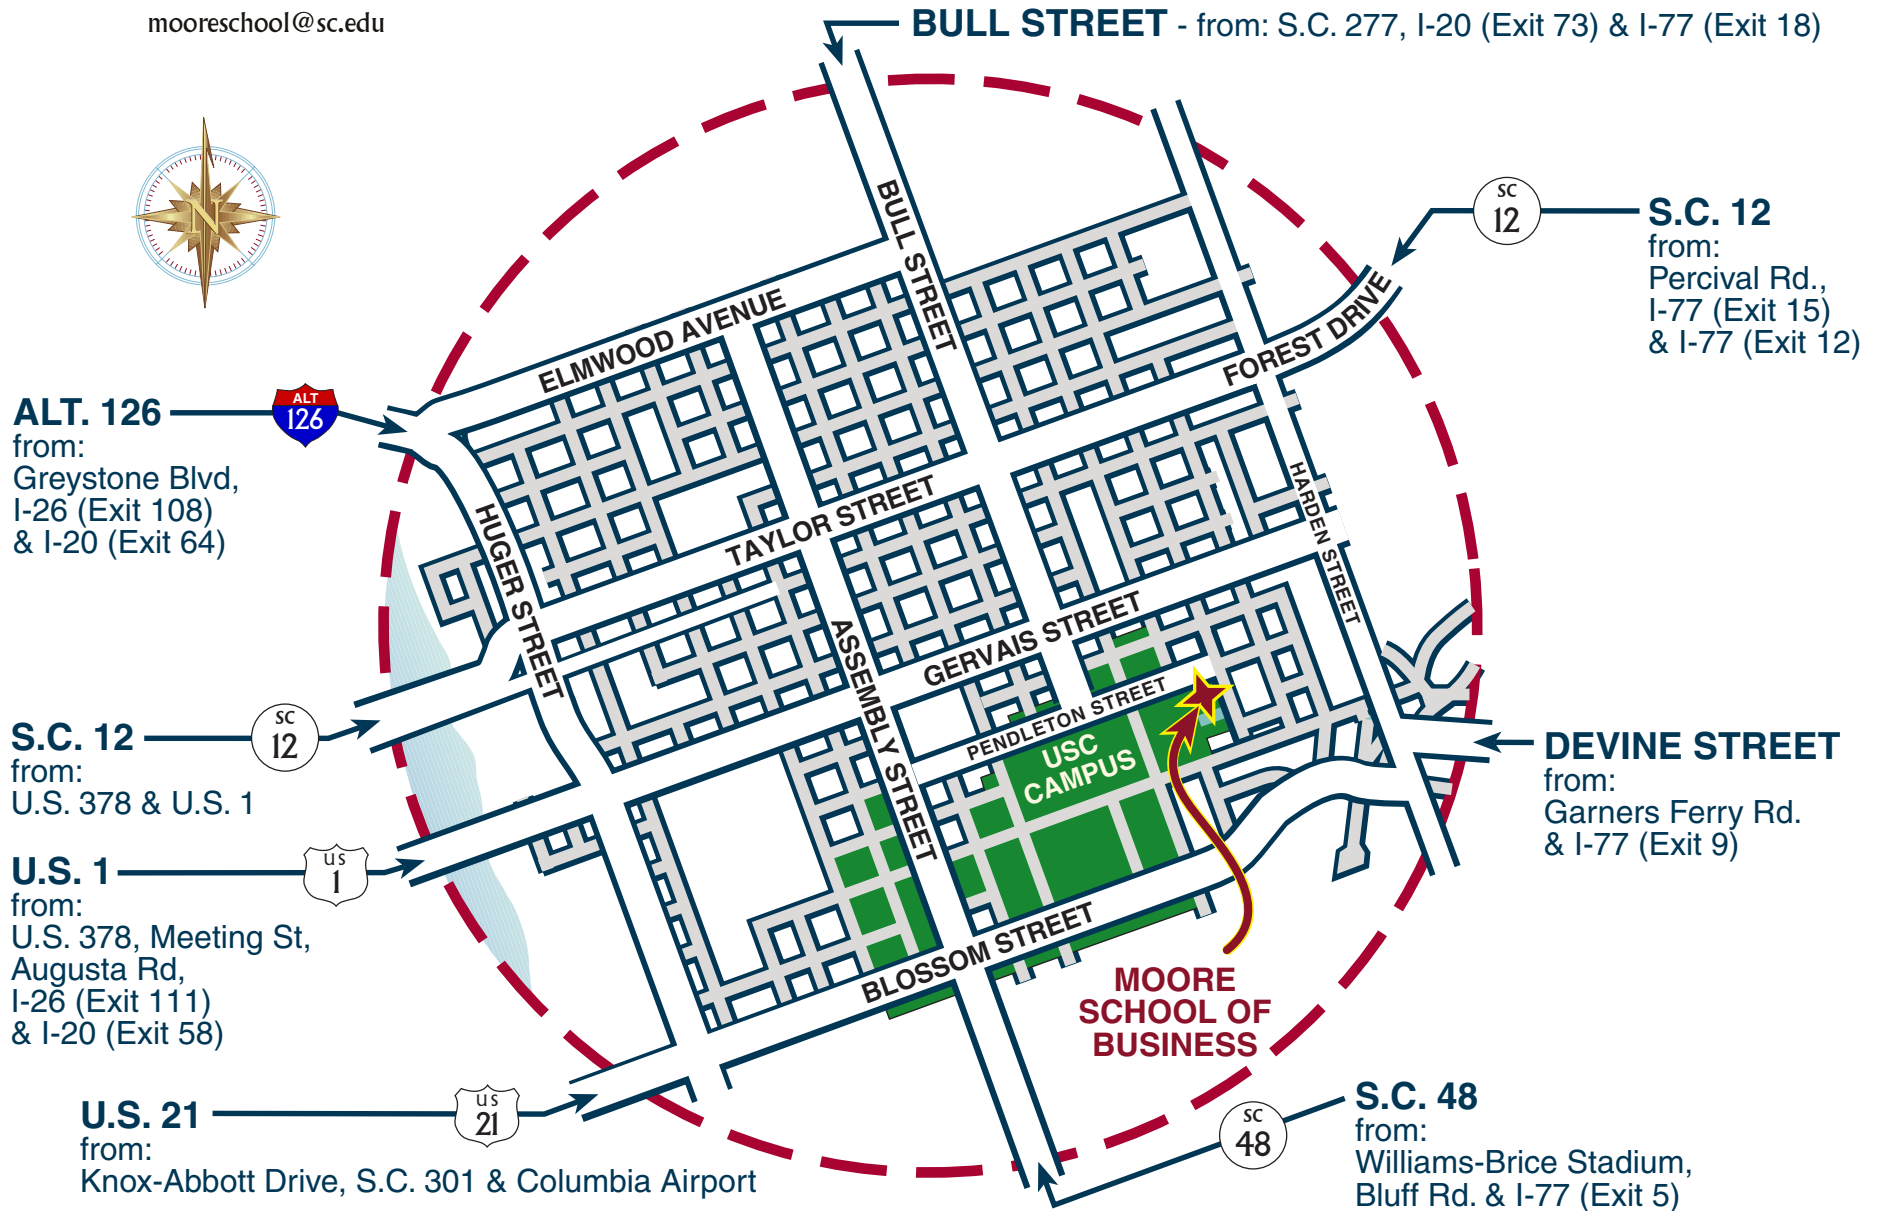 mooreschool@sc.edu
BULL STREET - from: S.C. 277, I-20 (Exit 73) & I-77 (Exit 18)
N
SC
12
S.C. 12
from:
Percival Rd.,
I-77 (Exit 15)
& I-77 (Exit 12)
BULL STREET
ELMWOOD AVENUE
FOREST DRIVE
ALT. 126
ALT
126
from:
Greystone Blvd,
I-26 (Exit 108)
& I-20 (Exit 64)
HUGER STREET
TAYLOR STREET
HARDEN STREET
ASSEMBLY STREET
GERVAIS STREET
PENDLETON STREET
USC
CAMPUS
S.C. 12
SC
12
from:
U.S. 378 & U.S. 1
DEVINE STREET
from:
Garners Ferry Rd.
& I-77 (Exit 9)
U.S. 1
US
1
from:
U.S. 378, Meeting St,
Augusta Rd,
I-26 (Exit 111)
& I-20 (Exit 58)
BLOSSOM STREET
MOORE
SCHOOL OF
BUSINESS
U.S. 21
US
21
from:
Knox-Abbott Drive, S.C. 301 & Columbia Airport
SC
48
S.C. 48
from:
Williams-Brice Stadium,
Bluff Rd. & I-77 (Exit 5)